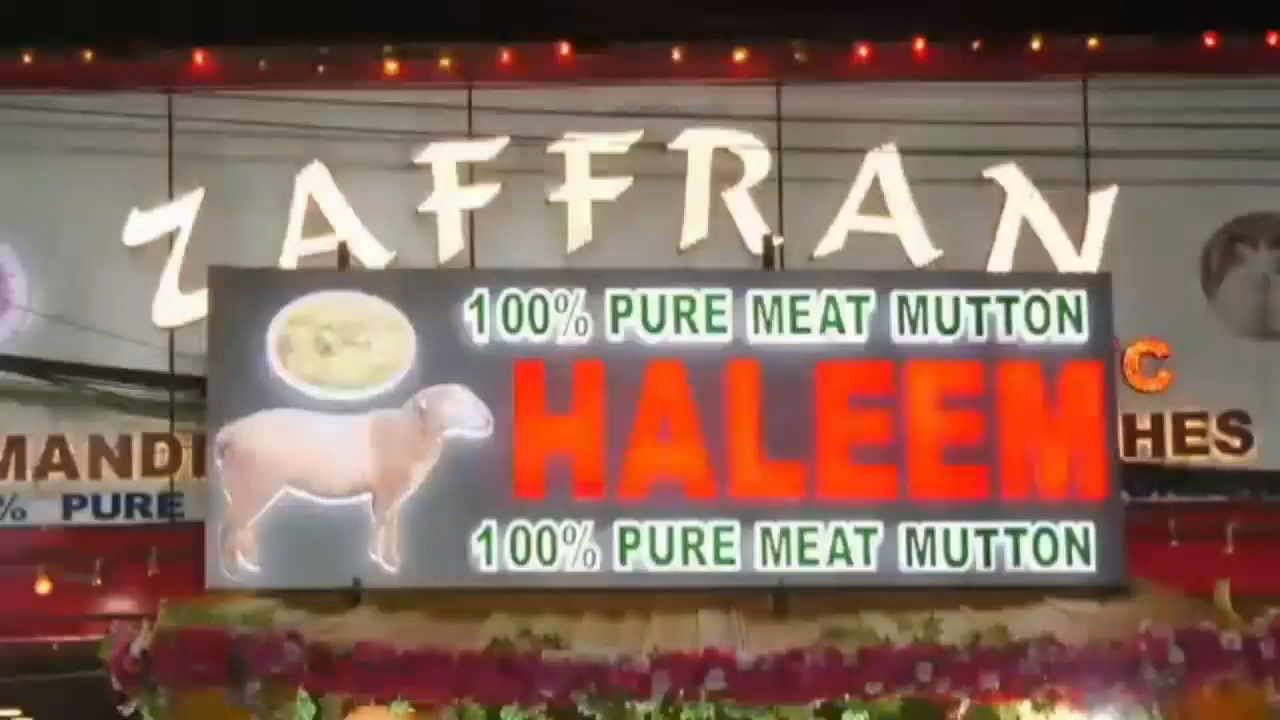 ZAFFRAN
100% PURE MEAT MUTTON
HALEEM
100% PURE MEAT MUTTON
C
HES
MANDI
% PURE